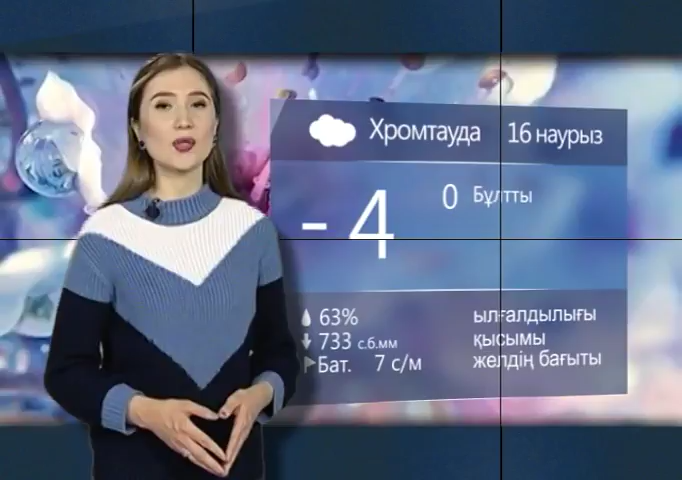 Хромтауда 16 наурыз
- 4 0 Бұлтты
63% ылғалдылығы
733 с.б.мм қысымы
Бат. 7 с/м желдің бағыты